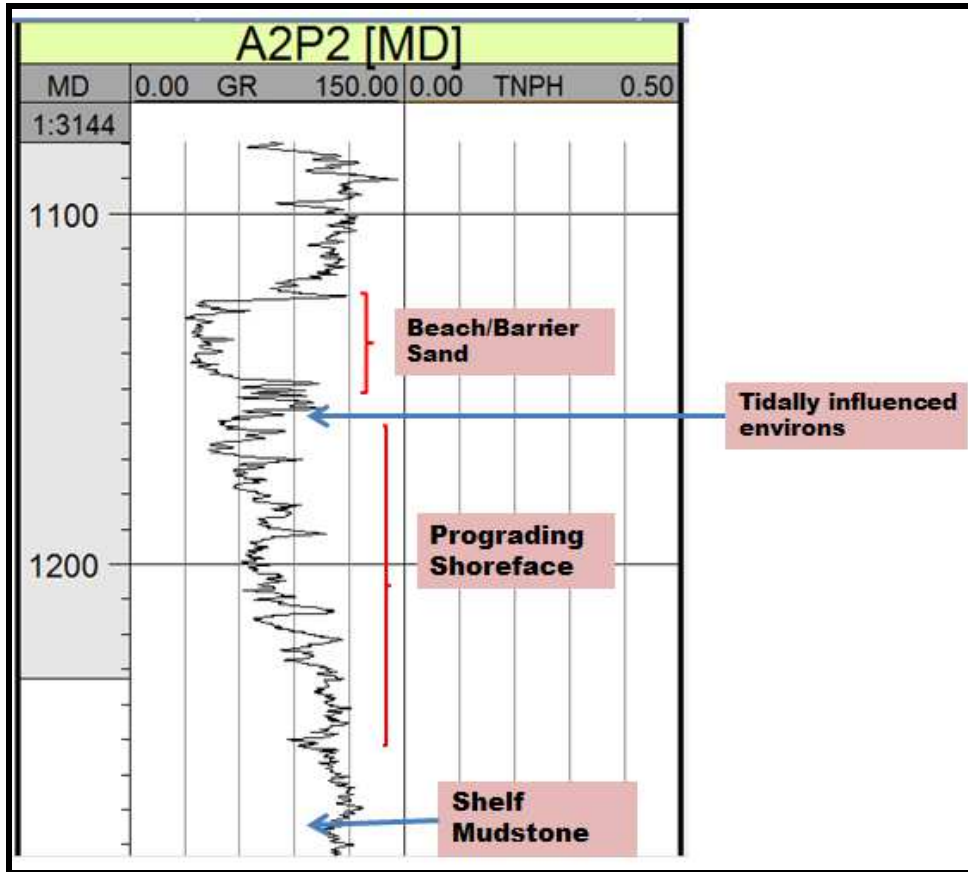 A2P2 [MD]
MD 0.00 GR 150.00 0.00 TNPH 0.50
1:3144
1100
Beach/Barrier
Sand
Tidally influenced
environs
Prograding
Shoreface
1200
Shelf
Mudstone